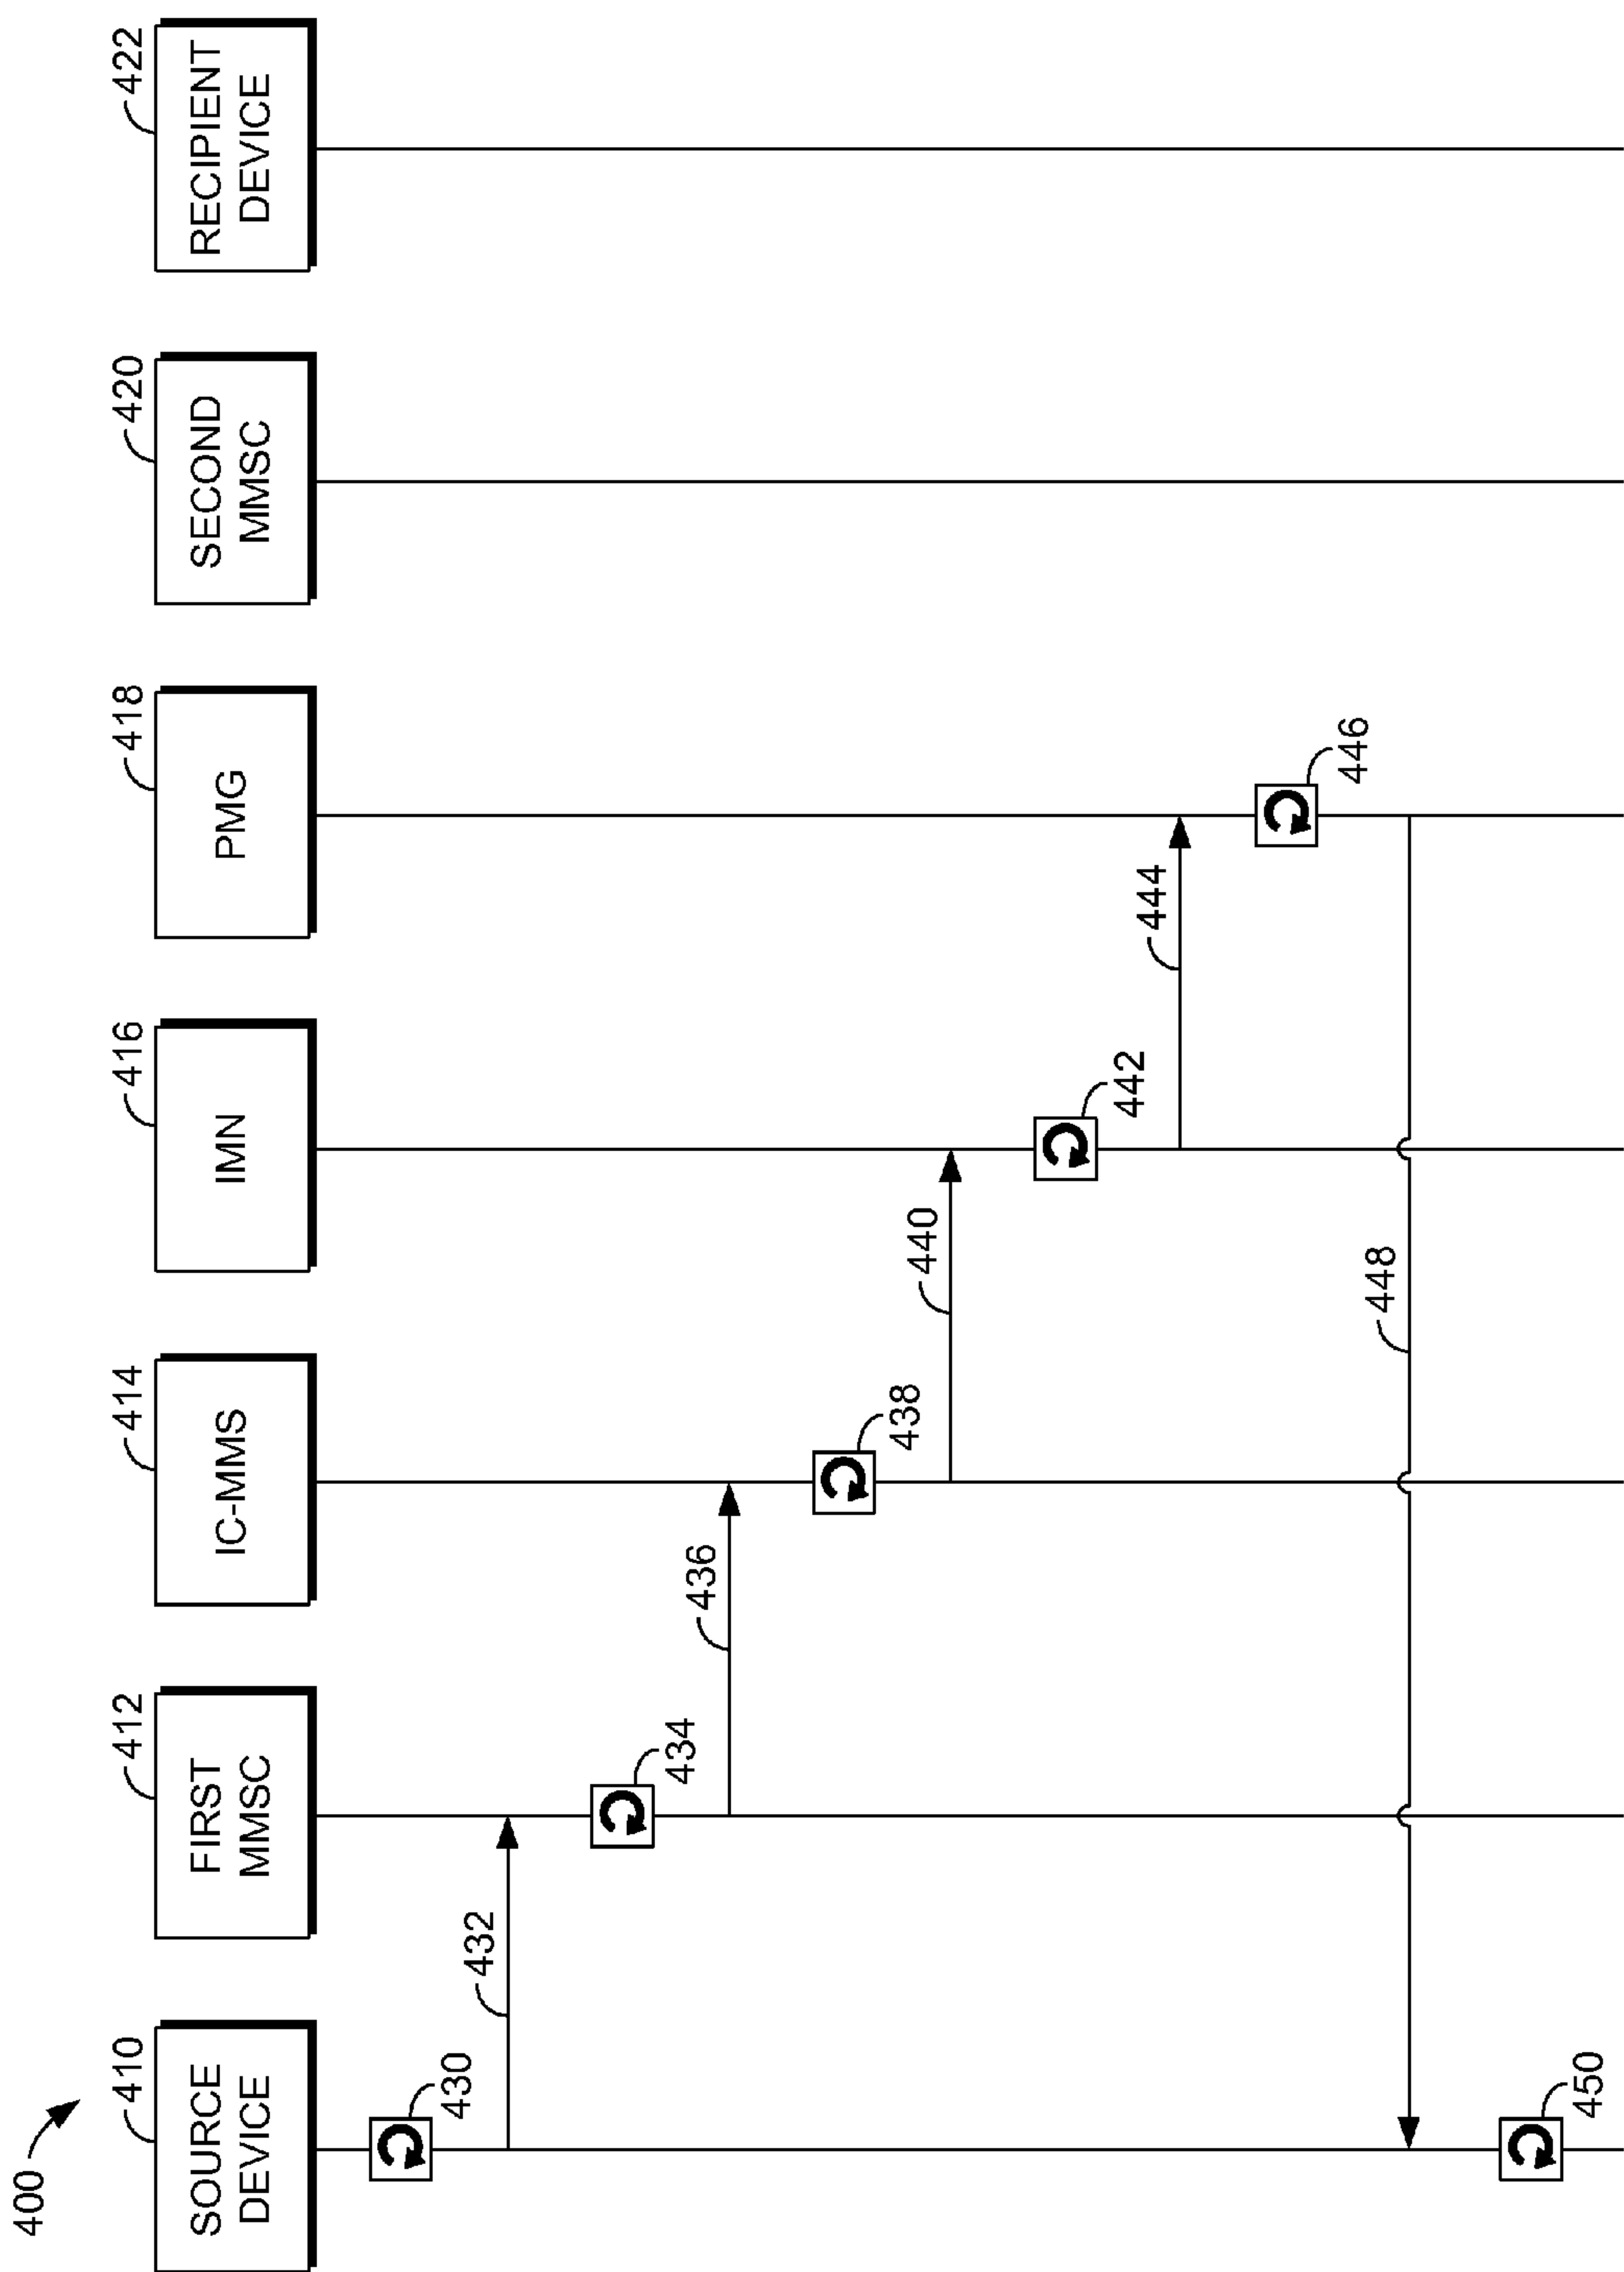 400
410
412
414
416
418
420
422
SOURCE
DEVICE
FIRST
MMSC
IC-MMS
IMN
PMG
SECOND
MMSC
RECIPIENT
DEVICE
430
432
434
436
438
440
442
444
446
448
450